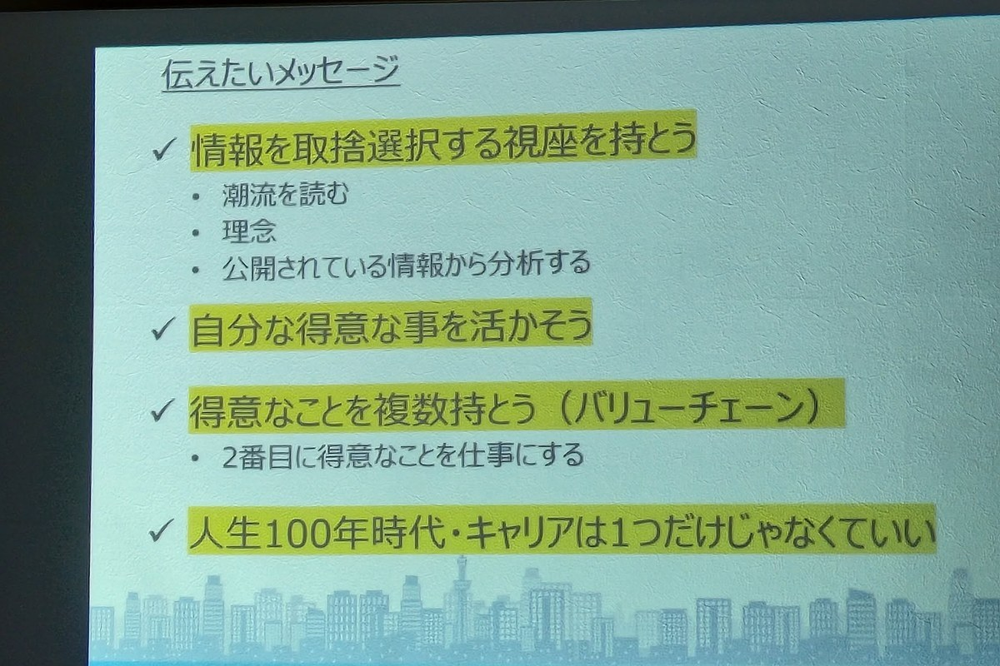 伝えたいメッセージ
✓ 情報を取捨選択する視座を持とう
• 潮流を読む
• 理念
• 公開されている情報から分析する
✓ 自分な得意な事を活かそう
✓ 得意なことを複数持とう（バリューチェーン）
• 2番目に得意なことを仕事にする
✓ 人生100年時代・キャリアは1つだけじゃなくていい